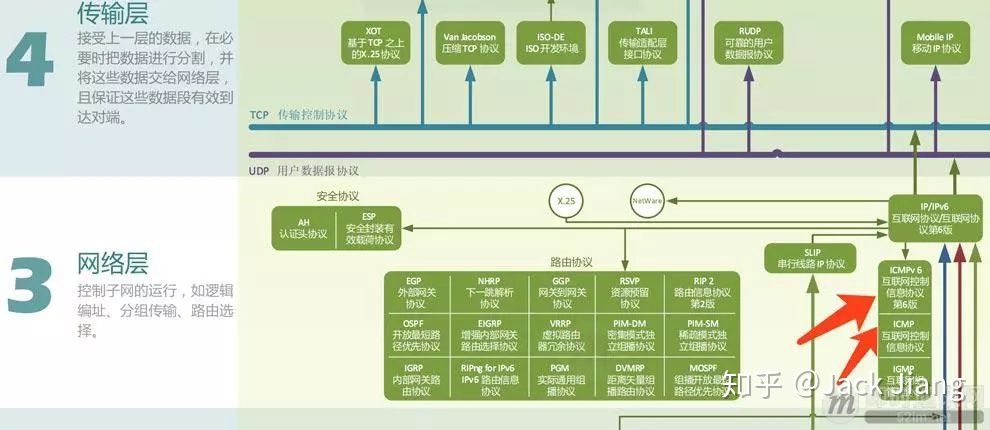 4
传输层
接受上一层的数据，在必
要时把数据进行分割，并
将这些数据交给网络层，
且保证这些数据段有效到
达对端。
XOT
基于TCP之上
的X.25协议
Van Jacobson
压缩TCP协议
ISO-DE
ISO开发环境
TALI
传输适配层
接口协议
RUDP
可靠的用户
数据报协议
Mobile IP
移动IP协议
TCP 传输控制协议
UDP 用户数据报协议
3
网络层
控制子网的运行，如逻辑
编址、分组传输、路由选
择。
安全协议
AH
认证头协议
ESP
安全封装有
效载荷协议
X.25
NetWare
IP/IPv6
互联网协议/互联网协
议第6版
SLIP
串行线路IP协议
路由协议
EGP
外部网关
协议
NHRP
下一跳解析
协议
GGP
网关到网关
协议
RSVP
资源预留
协议
RIP 2
路由信息协议
第2版
OSPF
开放最短路
径优先协议
EIGRP
增强内部网关
路由选择协议
VRRP
虚拟路由
器冗余协议
PIM-DM
密集模式独
立组播协议
PIM-SM
稀疏模式独
立组播协议
IGRP
内部网关路
由协议
RIPng for IPv6
IPv6 路由信息
协议
PGM
实际通用组
播协议
DVMRP
距离矢量组
播路由协议
MOSPF
组播开放最短
路径优先协议
ICMPv 6
互联网控制
信息协议
第6版
ICMP
互联网控制
信息协议
IGMP
知乎 @Jack Jiang
52im.net